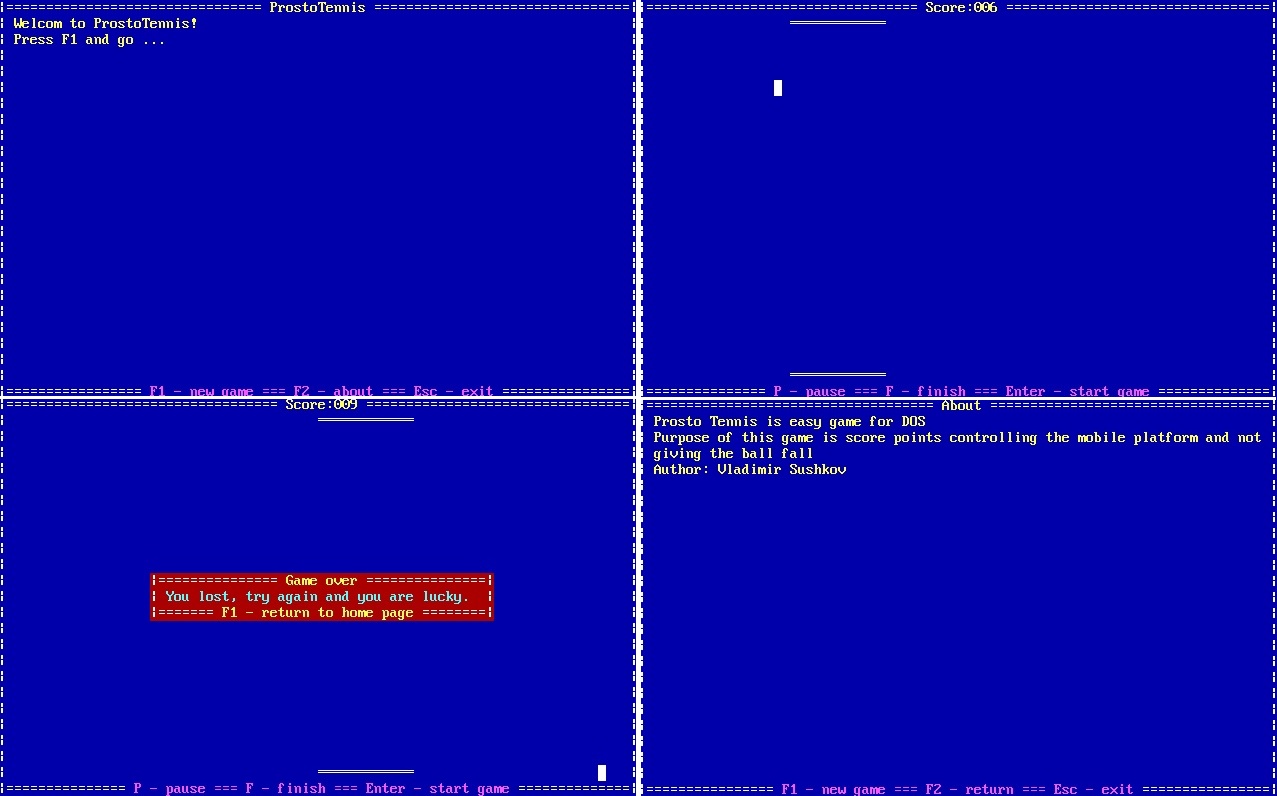 ProstoTennis
Welcom to ProstoTennis!
Press F1 and go ...
F1 - new game === F2 - about === Esc - exit
Score:006
P - pause === F - finish === Enter - start game
Score:009
Game over
You lost, try again and you are lucky.
F1 - return to home page
P - pause === F - finish === Enter - start game
About
Prosto Tennis is easy game for DOS
Purpose of this game is score points controlling the mobile platform and not
giving the ball fall
Author: Vladimir Sushkov
F1 - new game === F2 - return === Esc - exit